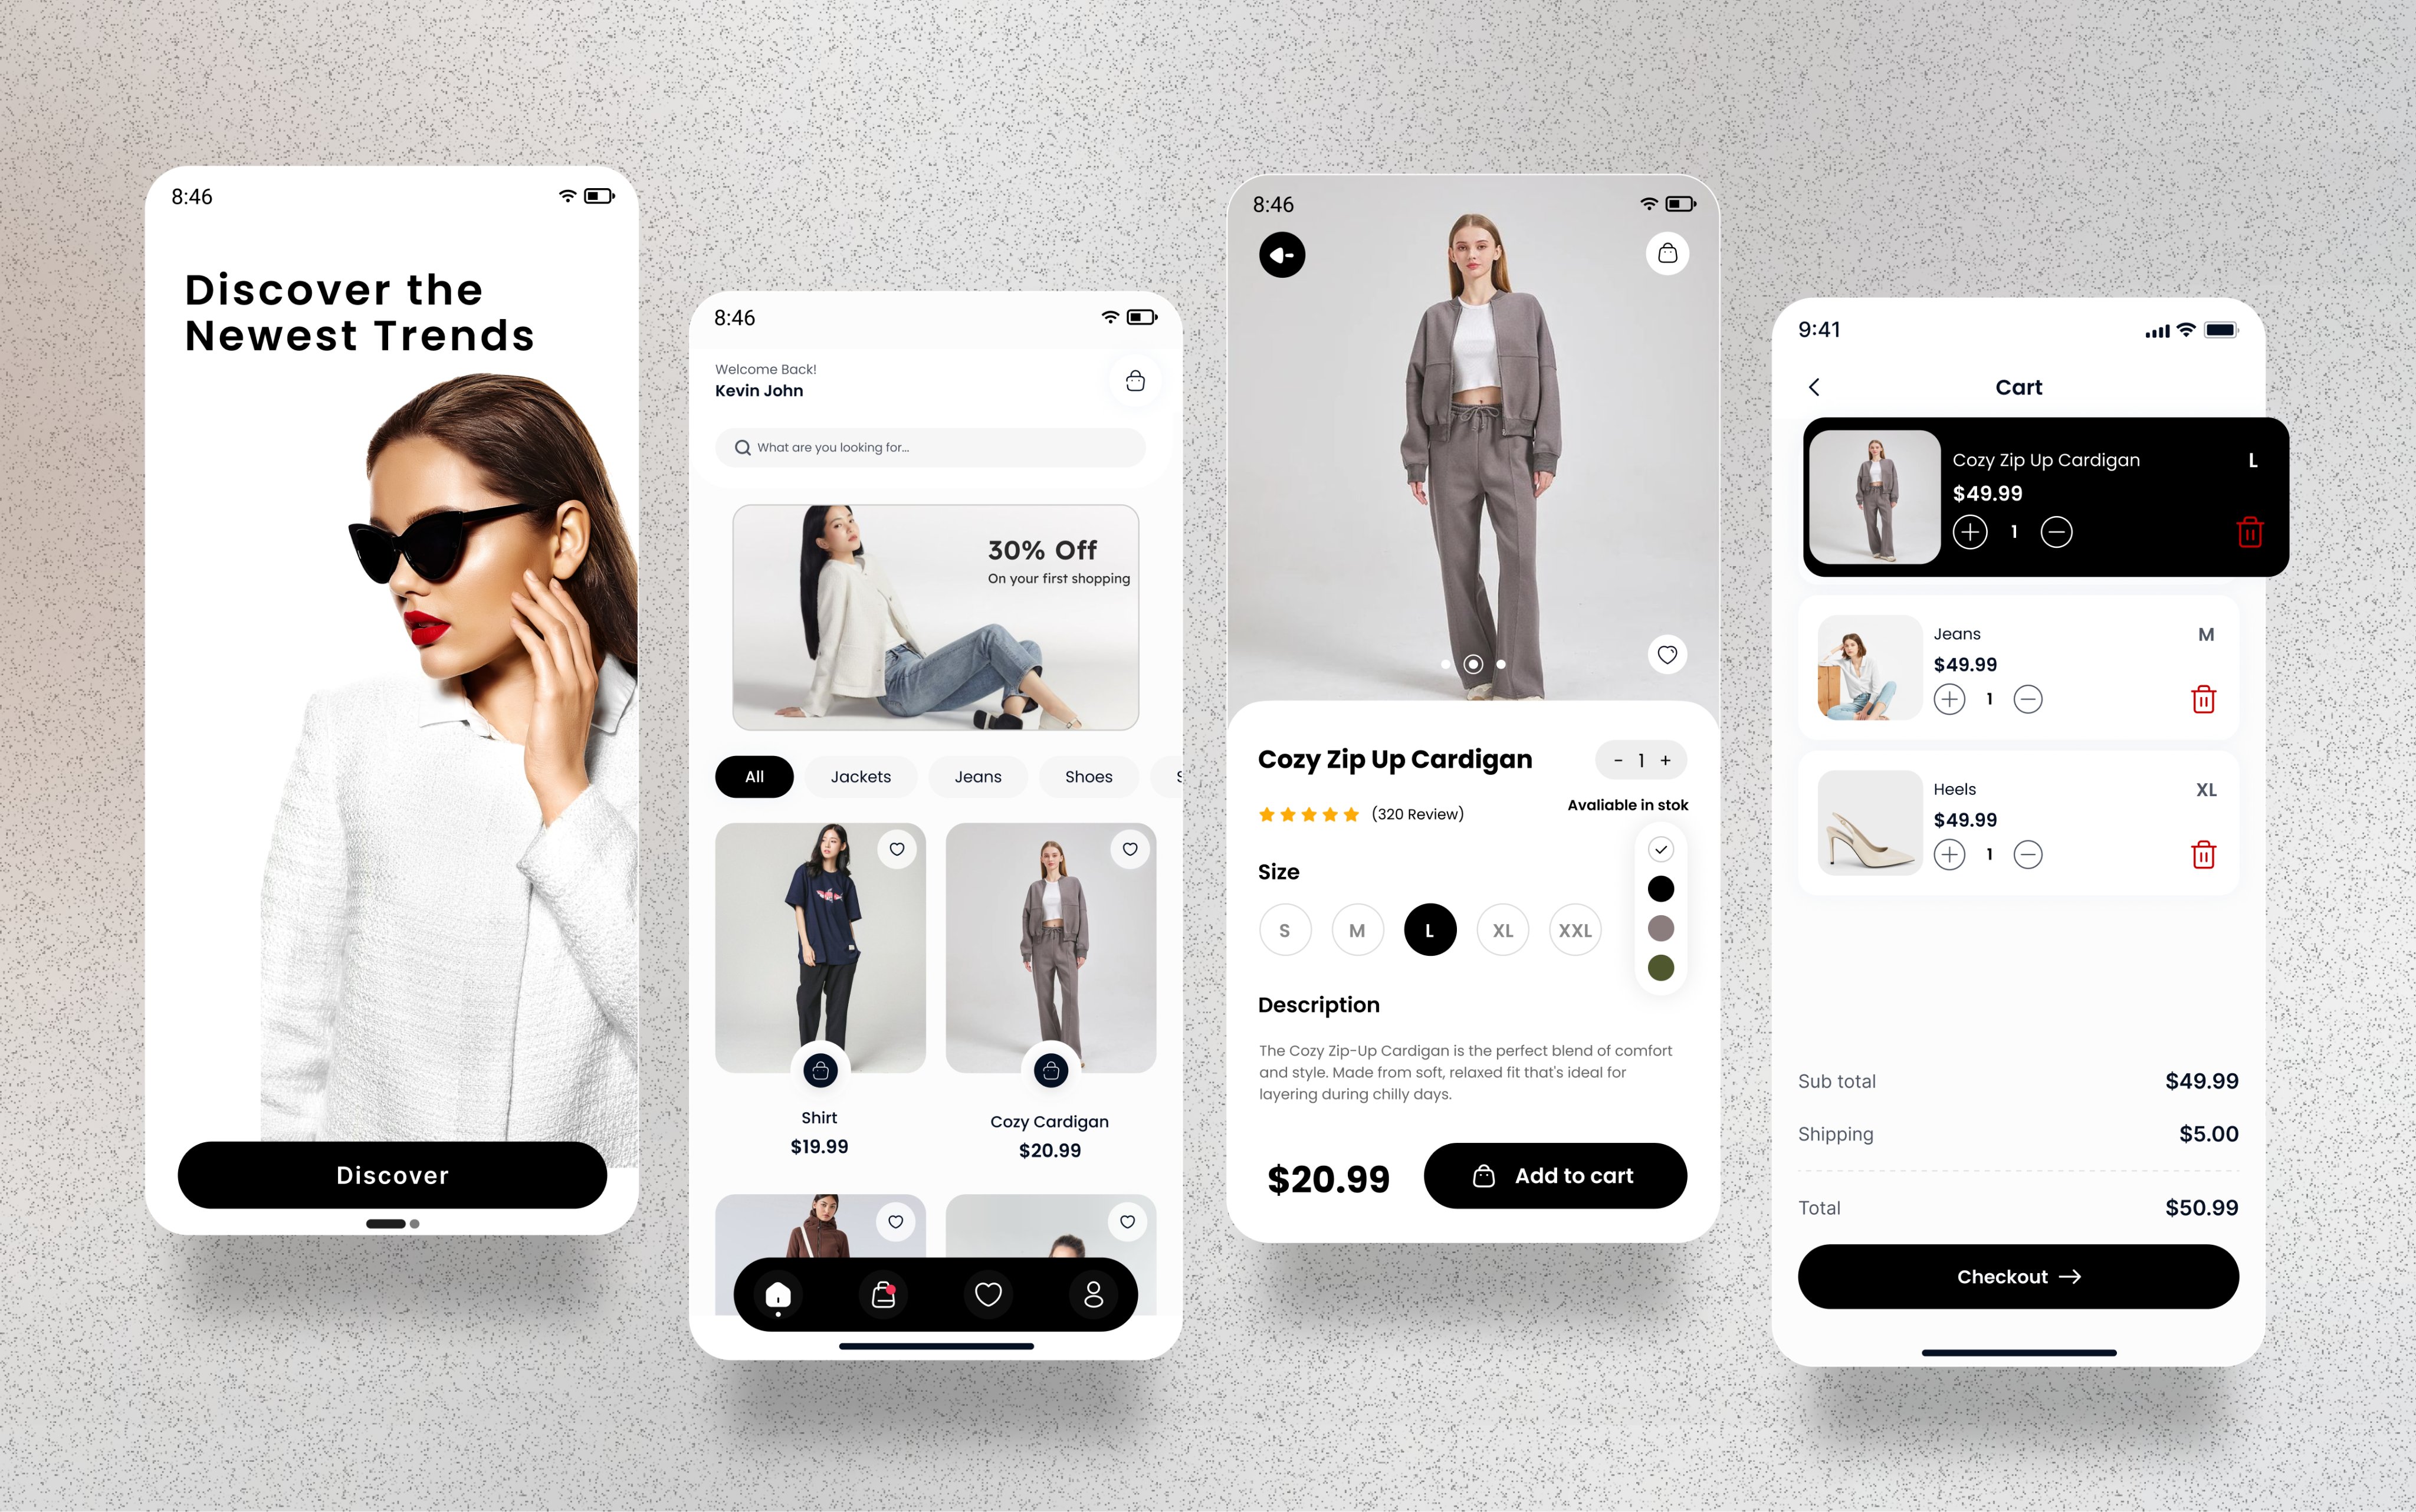 8:46
Discover the
Newest Trends
Discover
8:46
Welcome Back!
Kevin John
What are you looking for...
30% Off
On your first shopping
All
Jackets
Jeans
Shoes
Shirt
$19.99
Cozy Cardigan
$20.99
8:46
Cozy Zip Up Cardigan
- 1 +
(320 Review)
Avaliable in stok
Size
S
M
L
XL
XXL
Description
The Cozy Zip-Up Cardigan is the perfect blend of comfort
and style. Made from soft, relaxed fit that's ideal for
layering during chilly days.
$20.99
Add to cart
9:41
Cart
Cozy Zip Up Cardigan
L
$49.99
1
Jeans
M
$49.99
1
Heels
XL
$49.99
1
Sub total
$49.99
Shipping
$5.00
Total
$50.99
Checkout →